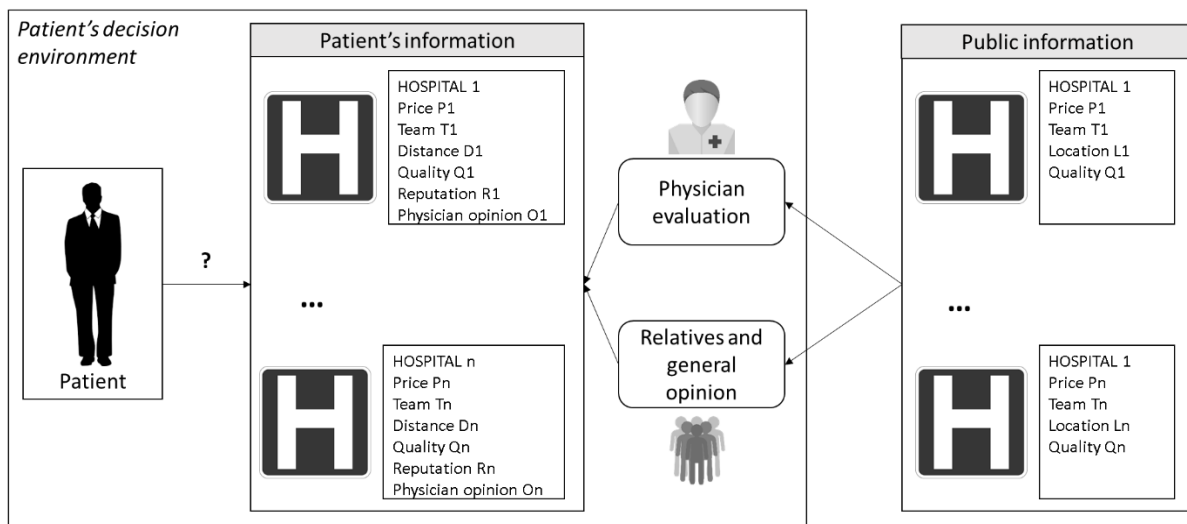 Patient's decision
environment
Patient's information
H
HOSPITAL 1
Price P1
Team T1
Distance D1
Quality Q1
Reputation R1
Physician opinion O1
...
H
HOSPITAL n
Price Pn
Team Tn
Distance Dn
Quality Qn
Reputation Rn
Physician opinion On
?
Patient
Physician
evaluation
Relatives and
general
opinion
Public information
H
HOSPITAL 1
Price P1
Team T1
Location L1
Quality Q1
...
H
HOSPITAL 1
Price Pn
Team Tn
Location Ln
Quality Qn